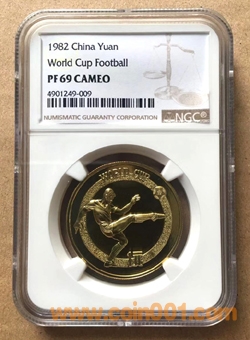 1982 China Yuan
World Cup Football
PF 69 CAMEO
4901249-009
NUMISMATIC GUARANTY CORPORATION
NGC
WORLD CUP
www.coin001.com